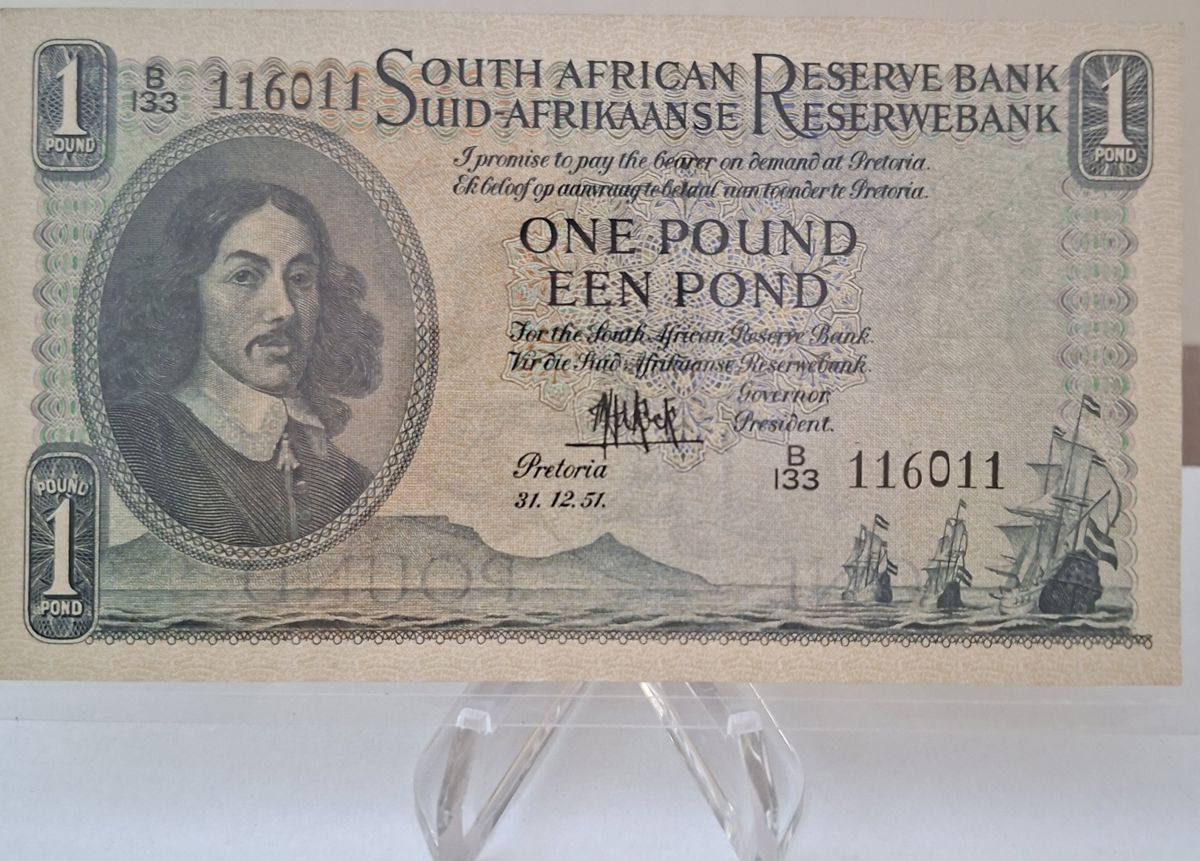 1
POUND
B
133
116011
SOUTH AFRICAN RESERVE BANK
SUID-AFRIKAANSE RESERWEBANK
1
POND
I promise to pay the bearer on demand at Pretoria.
Ek beloof op aanvraag te betaal aan toonder te Pretoria.
ONE POUND
EEN POND
For the South African Reserve Bank.
Vir die Suid-Afrikaanse Reserwebank.
Governor,
President.
Pretoria
31. 12. 51.
B
133
116011
POUND
1
POND